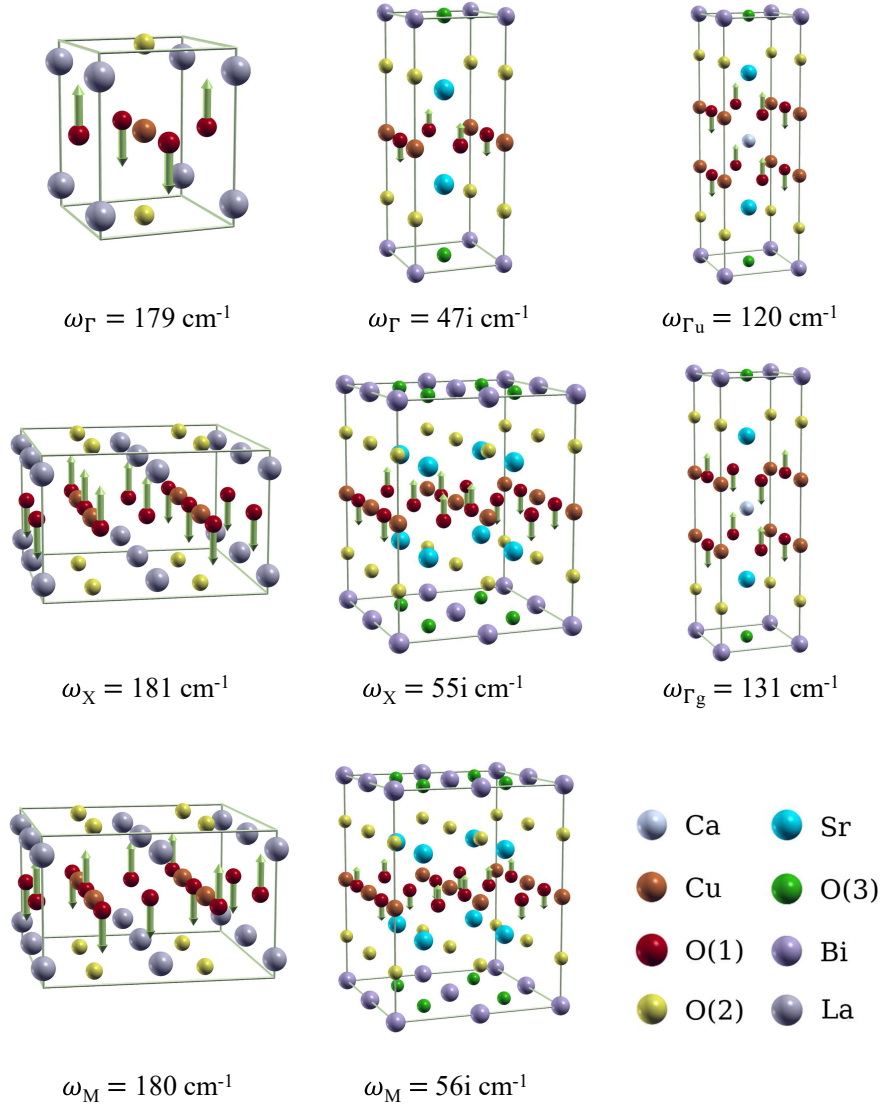 ω_Γ = 179 cm⁻¹
ω_Γ = 47i cm⁻¹
ω_Γu = 120 cm⁻¹
ω_X = 181 cm⁻¹
ω_X = 55i cm⁻¹
ω_Γg = 131 cm⁻¹
Ca
Sr
Cu
O(3)
O(1)
Bi
O(2)
La
ω_M = 180 cm⁻¹
ω_M = 56i cm⁻¹